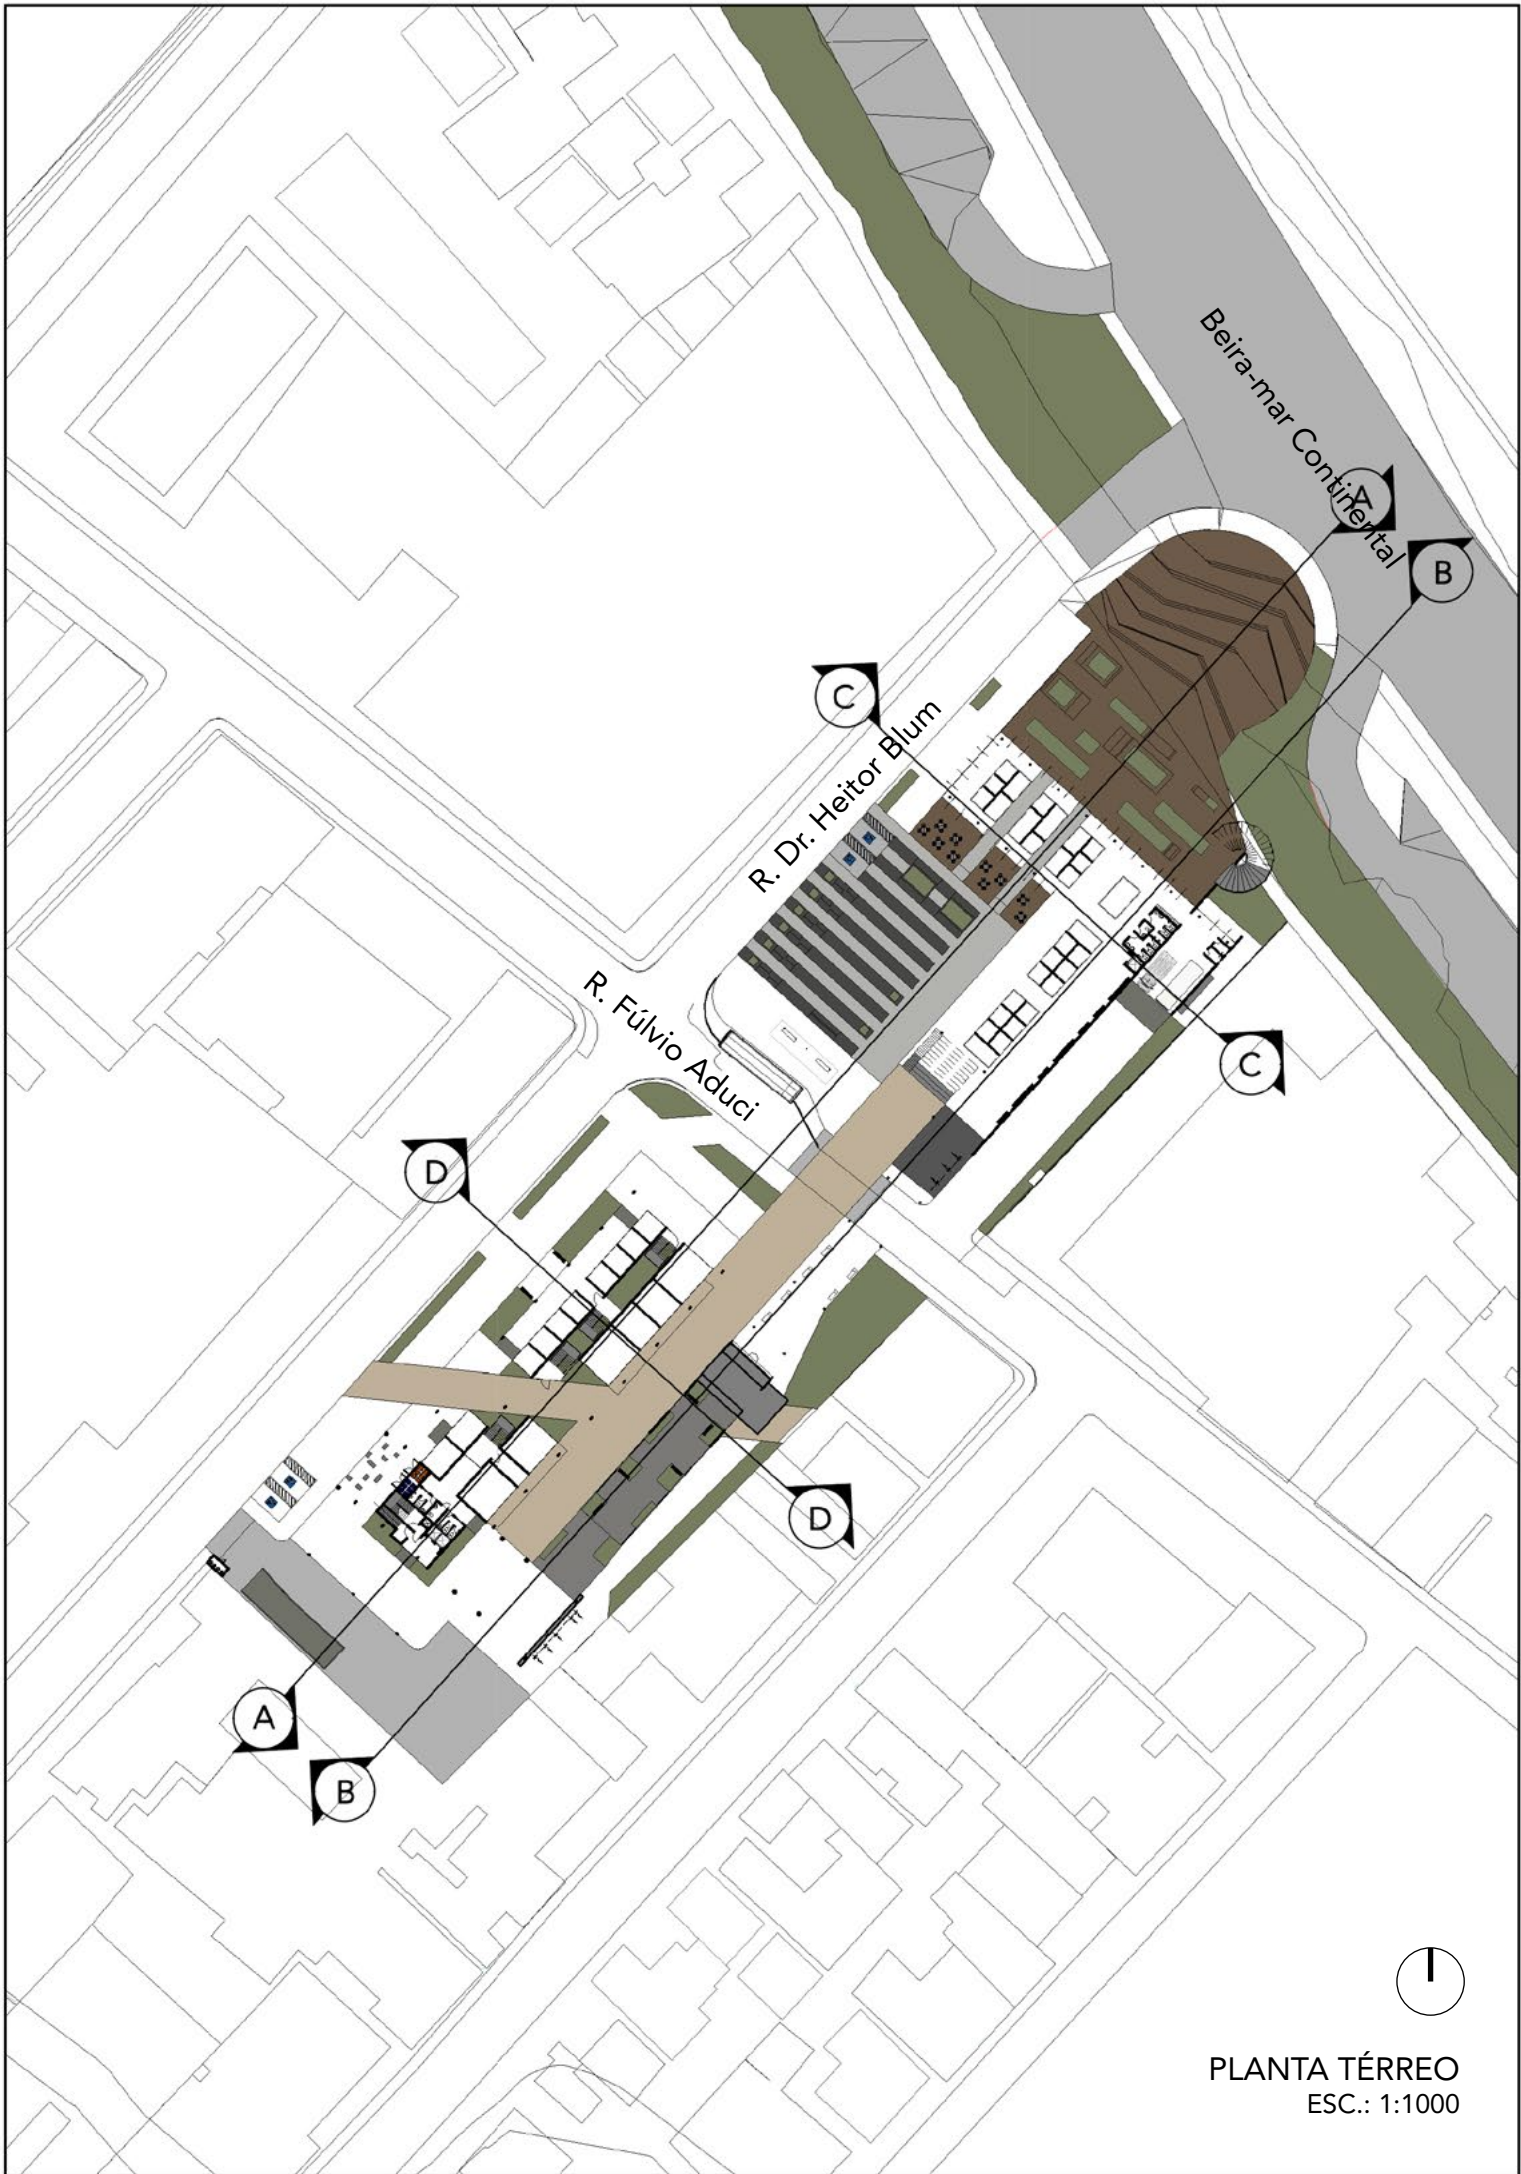 Beira-mar Continental
A
B
C
R. Dr. Heitor Blum
R. Fúlvio Aduci
C
D
D
A
B
PLANTA TÉRREO
ESC.: 1:1000